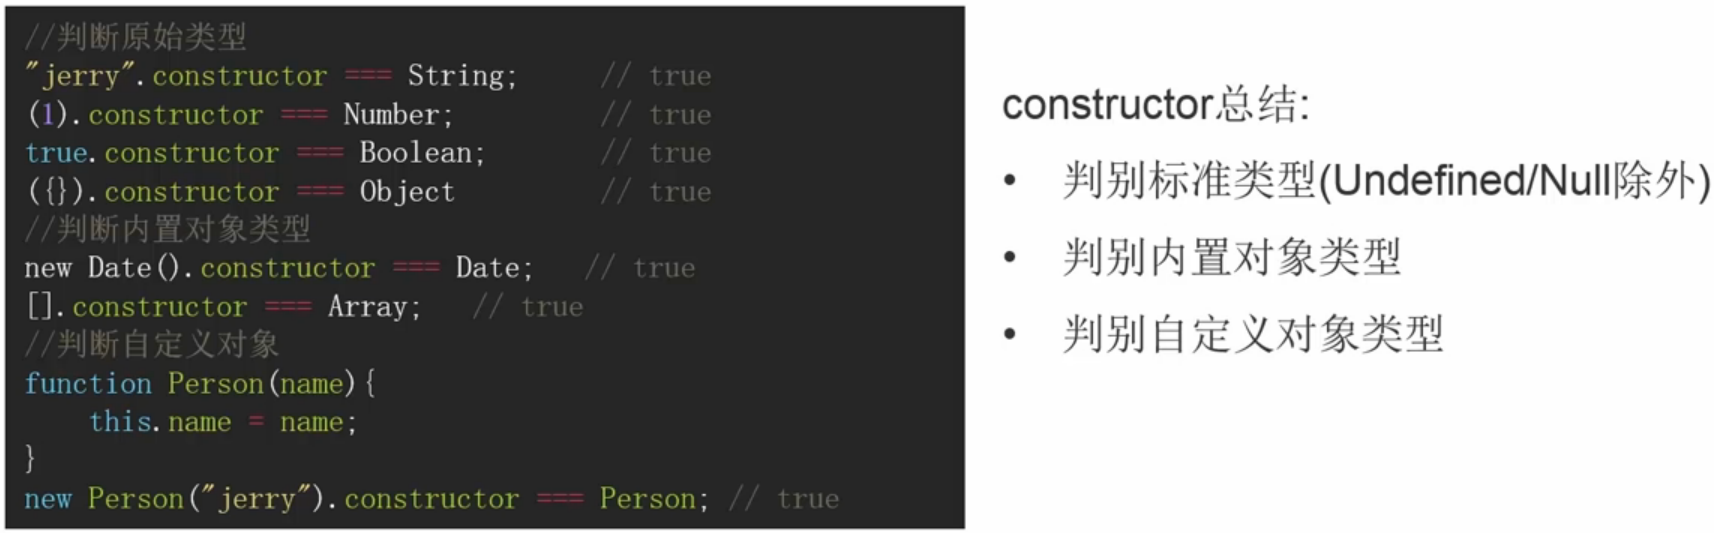 //判断原始类型
"jerry".constructor === String;     // true
(1).constructor === Number;         // true
true.constructor === Boolean;       // true
({}).constructor === Object         // true
//判断内置对象类型
new Date().constructor === Date;   // true
[].constructor === Array;   // true
//判断自定义对象
function Person(name){
    this.name = name;
}
new Person("jerry").constructor === Person; // true
constructor总结:
• 判别标准类型(Undefined/Null除外)
• 判别内置对象类型
• 判别自定义对象类型